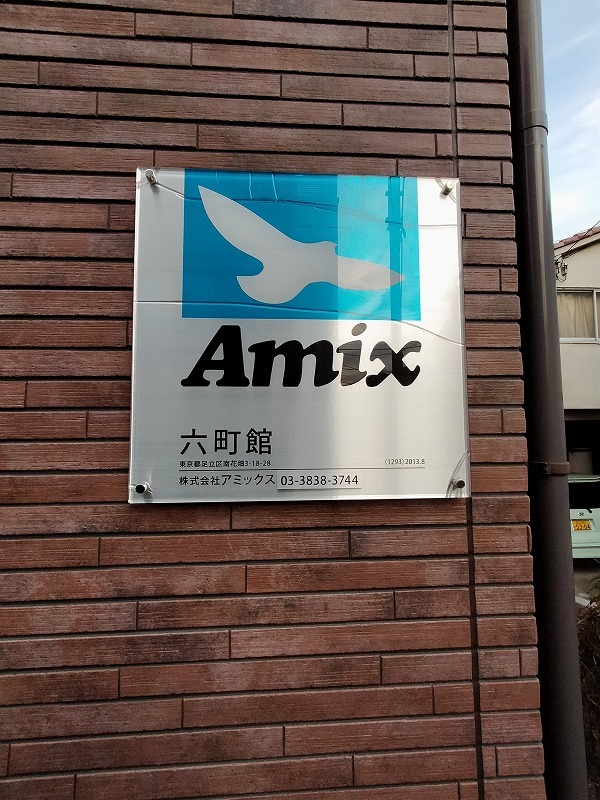 Amix
六町館
東京都足立区南花畑3-18-28
(1293)2013.8
株式会社アミックス 03-3838-3744